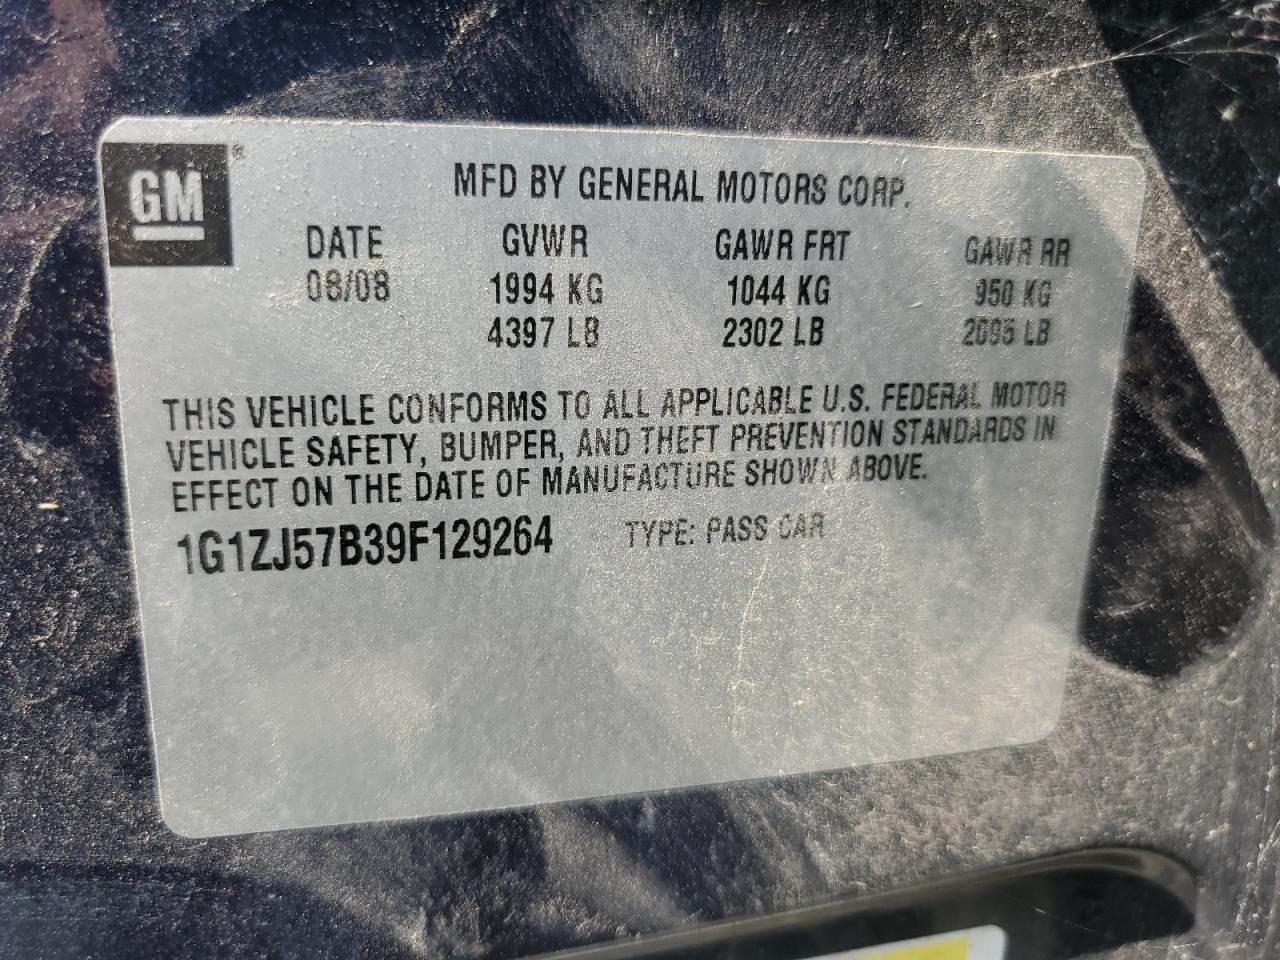 GM®
MFD BY GENERAL MOTORS CORP.
DATE GVWR GAWR FRT GAWR RR
08/08 1994 KG 1044 KG 950 KG
4397 LB 2302 LB 2095 LB
THIS VEHICLE CONFORMS TO ALL APPLICABLE U.S. FEDERAL MOTOR
VEHICLE SAFETY, BUMPER, AND THEFT PREVENTION STANDARDS IN
EFFECT ON THE DATE OF MANUFACTURE SHOWN ABOVE.
1G1ZJ57B39F129264 TYPE: PASS CAR